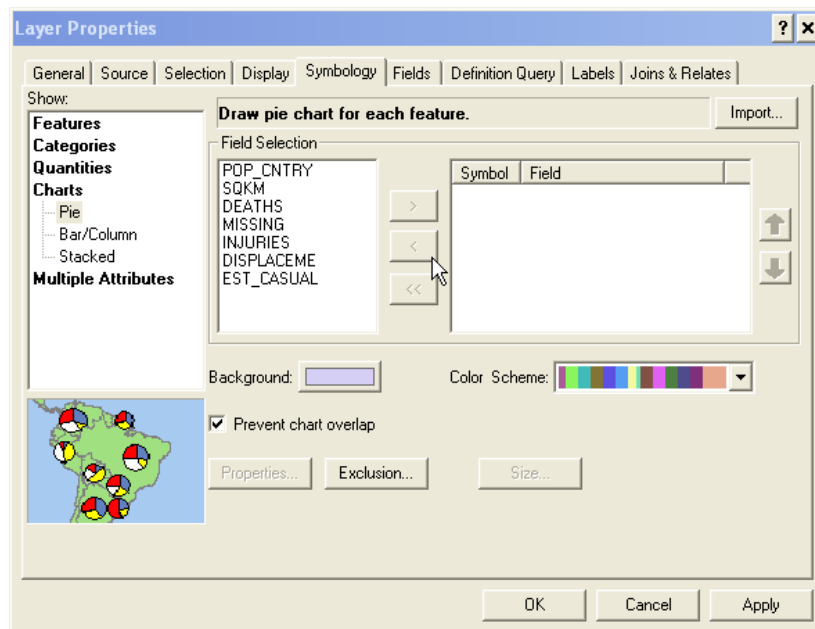 Layer Properties
General Source Selection Display Symbology Fields Definition Query Labels Joins & Relates
Show:
Features
Categories
Quantities
Charts
Pie
Bar/Column
Stacked
Multiple Attributes
Draw pie chart for each feature.
Import...
Field Selection
POP_CNTRY
SQKM
DEATHS
MISSING
INJURIES
DISPLACEME
EST_CASUAL
>
<
<<
Symbol Field
Background:
Color Scheme:
Prevent chart overlap
Properties...
Exclusion...
Size...
OK
Cancel
Apply